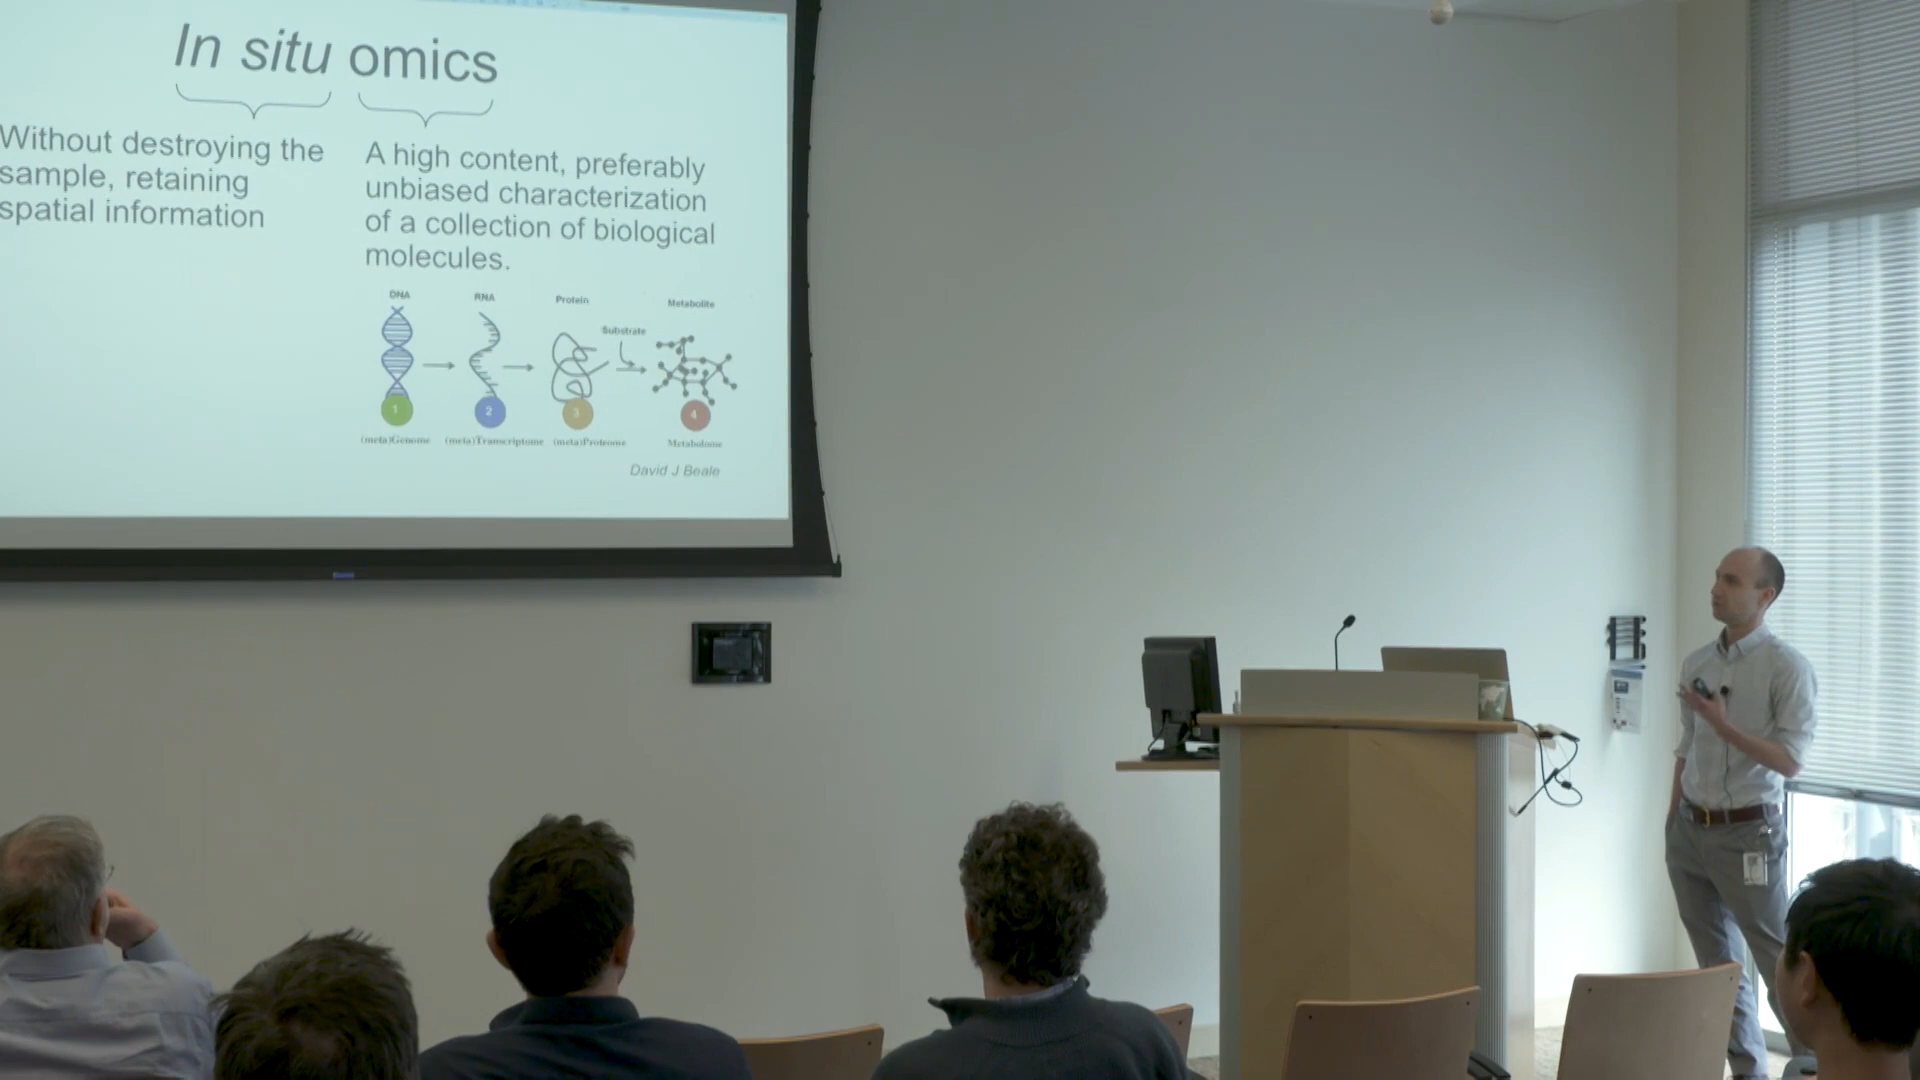 In situ omics
Without destroying the
sample, retaining
spatial information
A high content, preferably
unbiased characterization
of a collection of biological
molecules.
DNA
RNA
Protein
Substrate
Metabolite
1
2
3
4
(meta)Genome
(meta)Transcriptome
(meta)Proteome
Metabolome
David J Beale